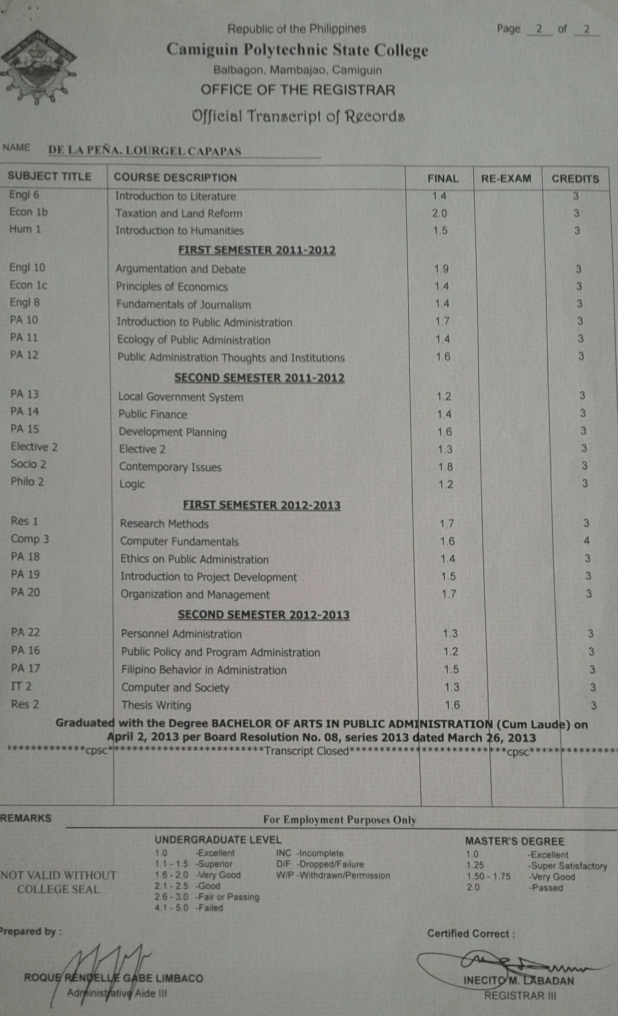 Republic of the Philippines
Page 2 of 2
Camiguin Polytechnic State College
Balbagon, Mambajao, Camiguin
OFFICE OF THE REGISTRAR
Official Transcript of Records
NAME DE LA PEÑA. LOURGEL CAPAPAS
SUBJECT TITLE COURSE DESCRIPTION FINAL RE-EXAM CREDITS
Engl 6 Introduction to Literature 1.4 3
Econ 1b Taxation and Land Reform 2.0 3
Hum 1 Introduction to Humanities 1.5 3
FIRST SEMESTER 2011-2012
Engl 10 Argumentation and Debate 1.9 3
Econ 1c Principles of Economics 1.4 3
Engl 8 Fundamentals of Journalism 1.4 3
PA 10 Introduction to Public Administration 1.7 3
PA 11 Ecology of Public Administration 1.4 3
PA 12 Public Administration Thoughts and Institutions 1.6 3
SECOND SEMESTER 2011-2012
PA 13 Local Government System 1.2 3
PA 14 Public Finance 1.4 3
PA 15 Development Planning 1.6 3
Elective 2 Elective 2 1.3 3
Socio 2 Contemporary Issues 1.8 3
Philo 2 Logic 1.2 3
FIRST SEMESTER 2012-2013
Res 1 Research Methods 1.7 3
Comp 3 Computer Fundamentals 1.6 4
PA 18 Ethics on Public Administration 1.4 3
PA 19 Introduction to Project Development 1.5 3
PA 20 Organization and Management 1.7 3
SECOND SEMESTER 2012-2013
PA 22 Personnel Administration 1.3 3
PA 16 Public Policy and Program Administration 1.2 3
PA 17 Filipino Behavior in Administration 1.5 3
IT 2 Computer and Society 1.3 3
Res 2 Thesis Writing 1.6 3
Graduated with the Degree BACHELOR OF ARTS IN PUBLIC ADMINISTRATION (Cum Laude) on
April 2, 2013 per Board Resolution No. 08, series 2013 dated March 26, 2013
************cpsc************************Transcript Closed************************cpsc************
REMARKS For Employment Purposes Only
UNDERGRADUATE LEVEL MASTER'S DEGREE
1.0 -Excellent INC -Incomplete 1.0 -Excellent
1.1 - 1.5 -Superior D/F -Dropped/Failure 1.25 -Super Satisfactory
1.6 - 2.0 -Very Good W/P -Withdrawn/Permission 1.50 - 1.75 -Very Good
2.1 - 2.5 -Good 2.0 -Passed
2.6 - 3.0 -Fair or Passing
4.1 - 5.0 -Failed
NOT VALID WITHOUT
COLLEGE SEAL
Prepared by :
Certified Correct :
ROQUE RENDELLE GABE LIMBACO
Administrative Aide III
INECITO M. LABADAN
REGISTRAR III